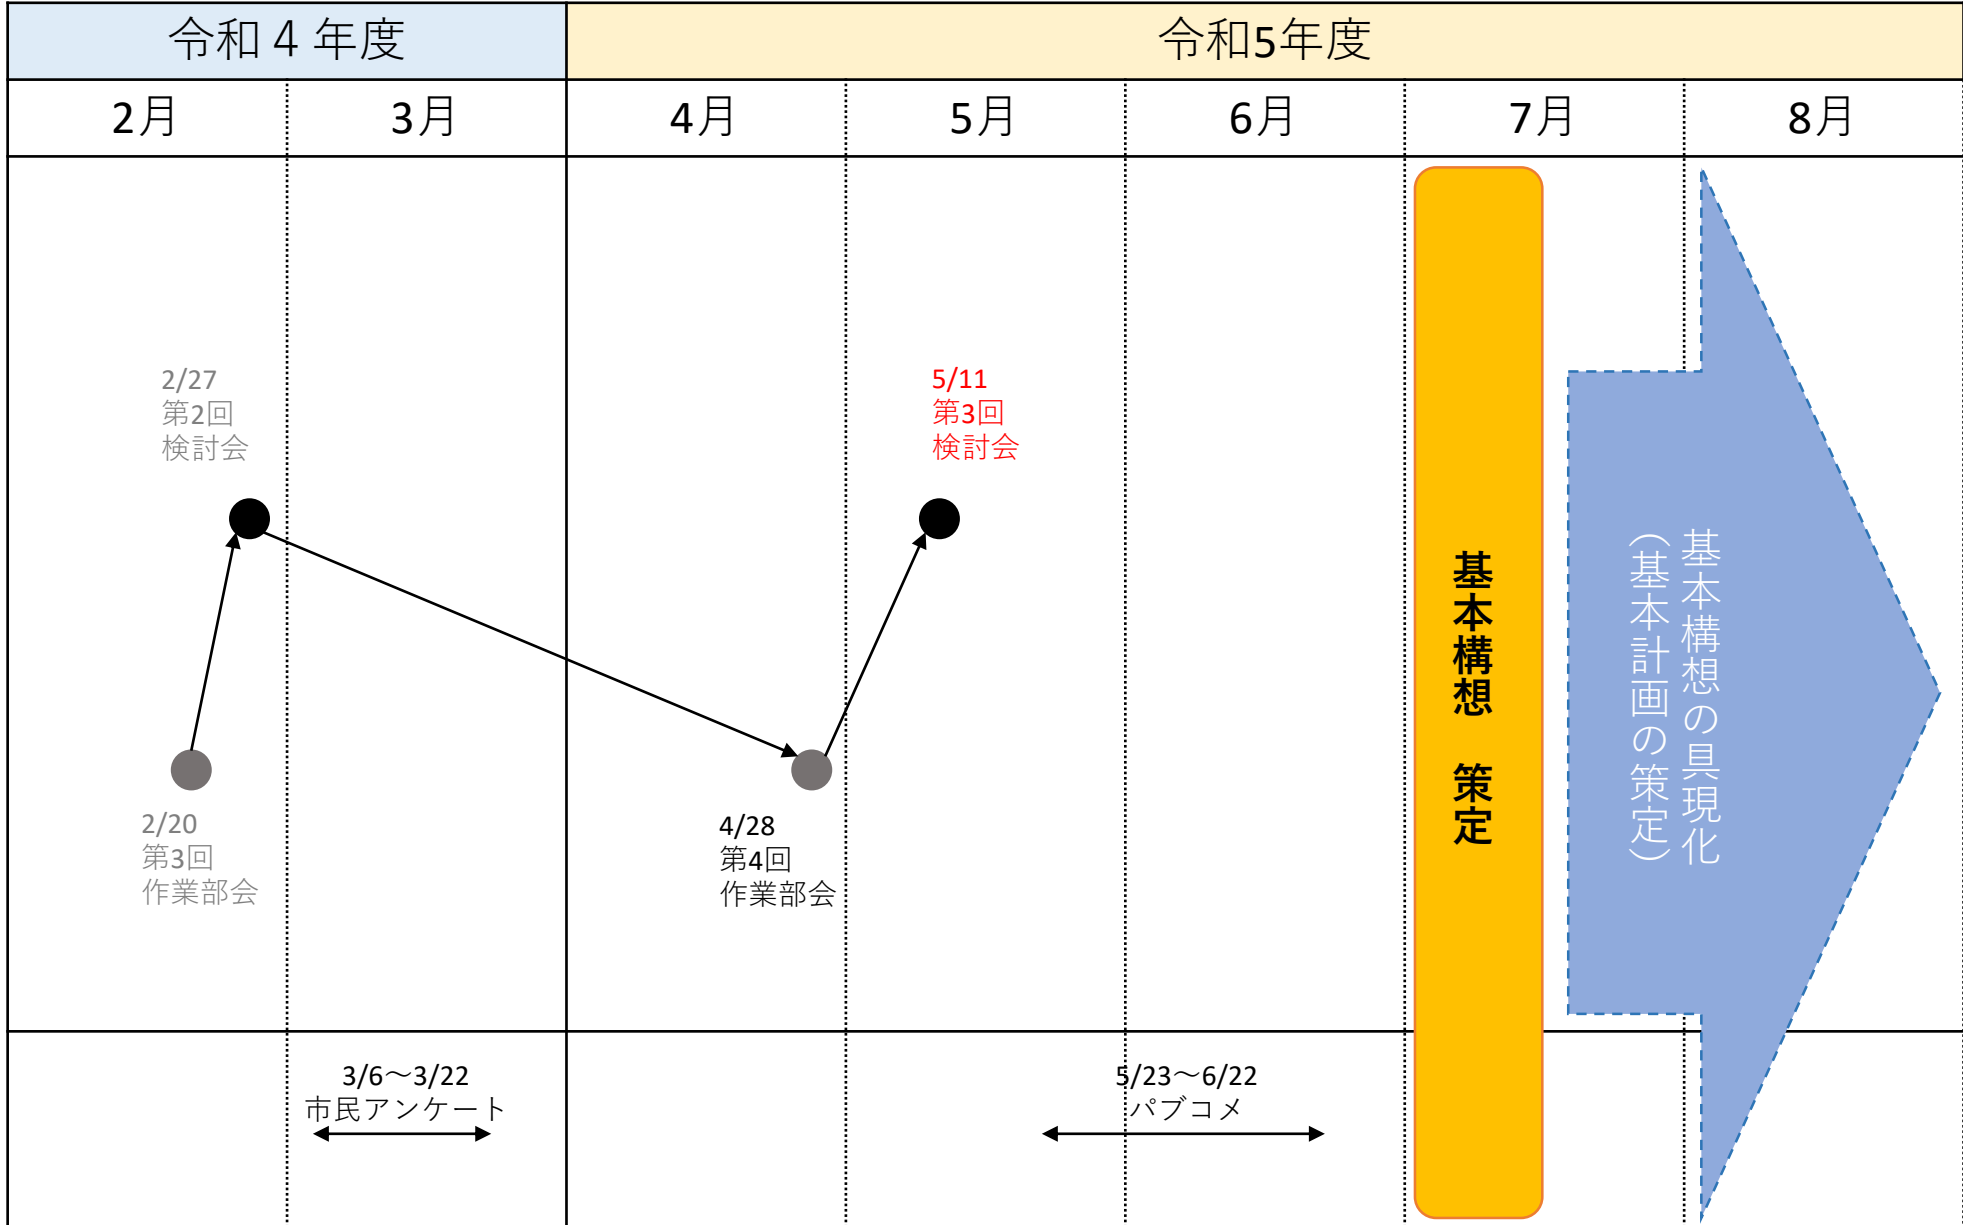 令和４年度
令和5年度
2月
3月
4月
5月
6月
7月
8月
2/27
第2回
検討会
5/11
第3回
検討会
2/20
第3回
作業部会
4/28
第4回
作業部会
基本構想　策定
基本構想の具現化
（基本計画の策定）
3/6～3/22
市民アンケート
5/23～6/22
パブコメ